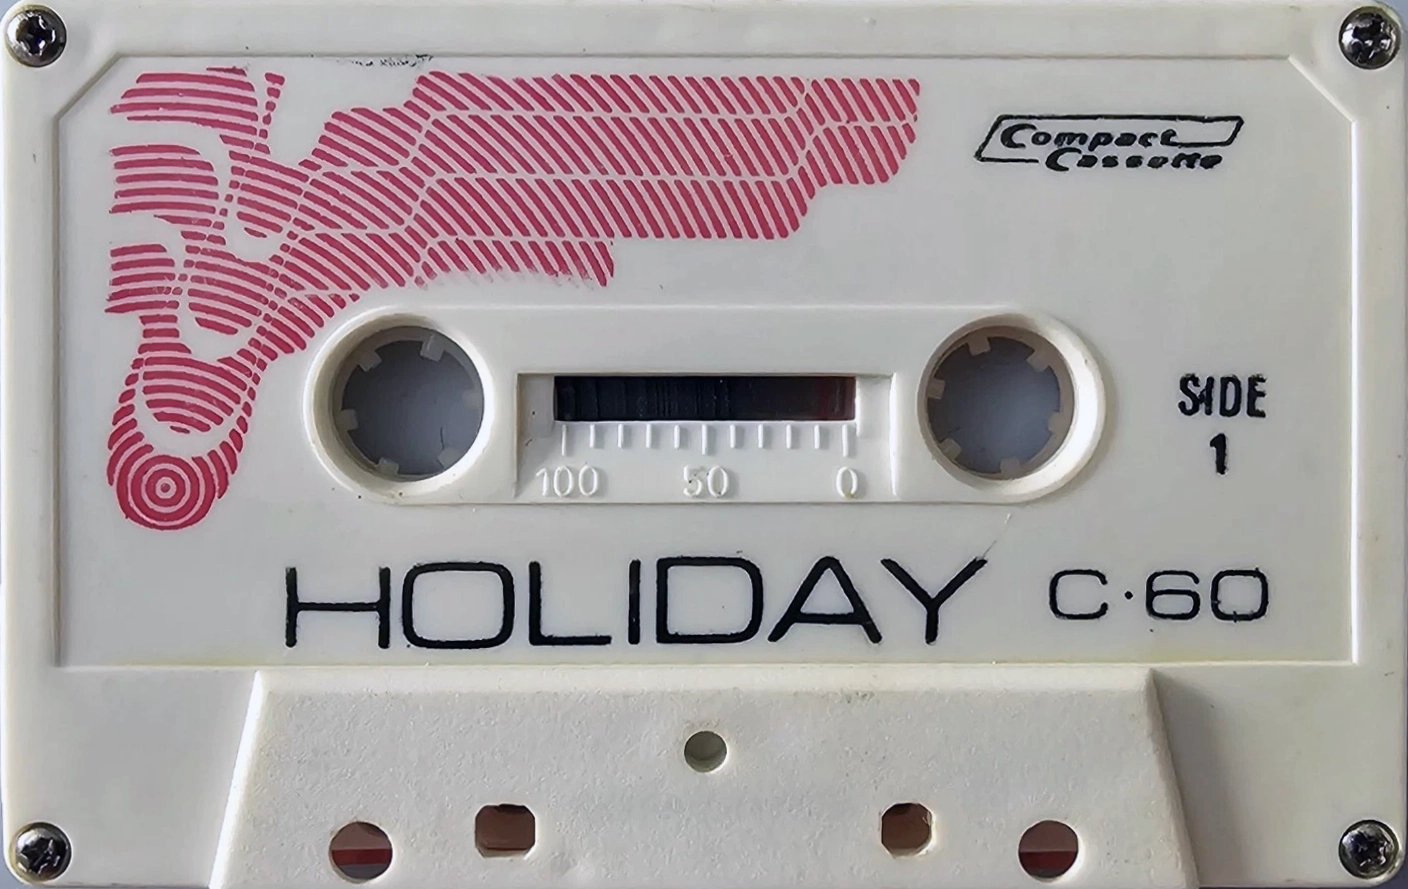 Compact
Cassette
SIDE
1
100 50 0
HOLIDAY C·60